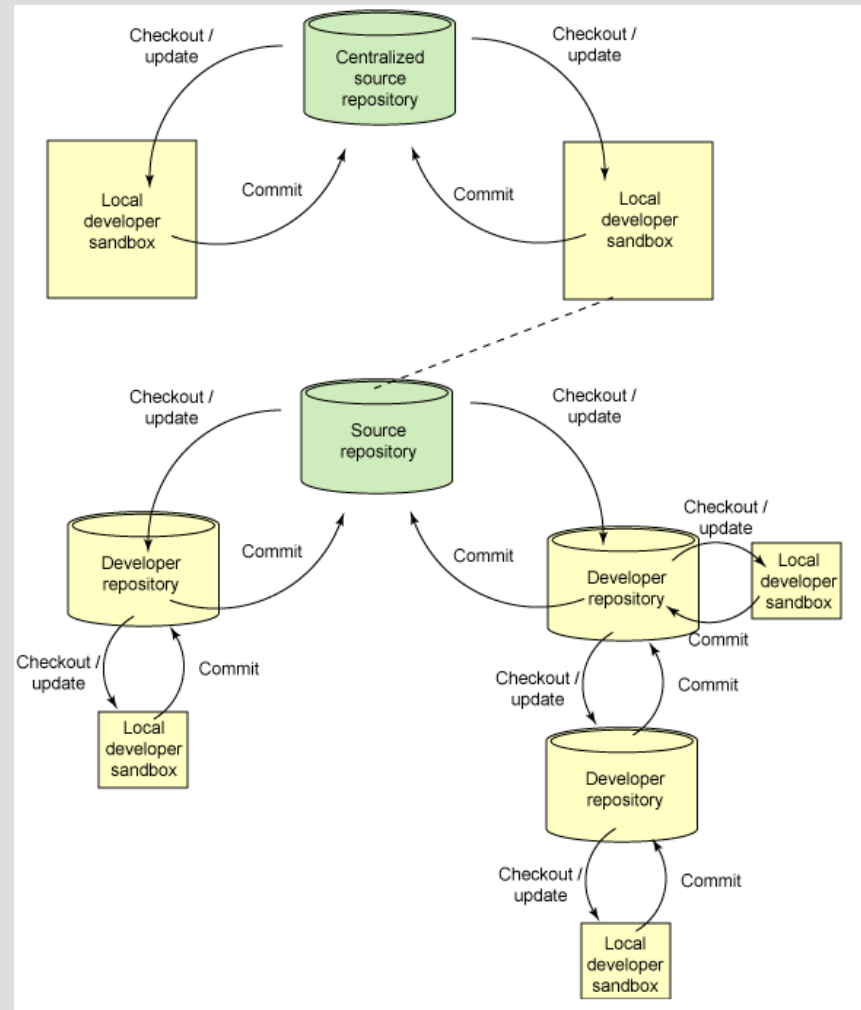 Checkout /
update
Centralized
source
repository
Checkout /
update
Local
developer
sandbox
Commit
Commit
Local
developer
sandbox
Checkout /
update
Source
repository
Checkout /
update
Developer
repository
Commit
Commit
Developer
repository
Checkout /
update
Local
developer
sandbox
Commit
Checkout /
update
Commit
Local
developer
sandbox
Checkout /
update
Commit
Developer
repository
Checkout /
update
Commit
Local
developer
sandbox